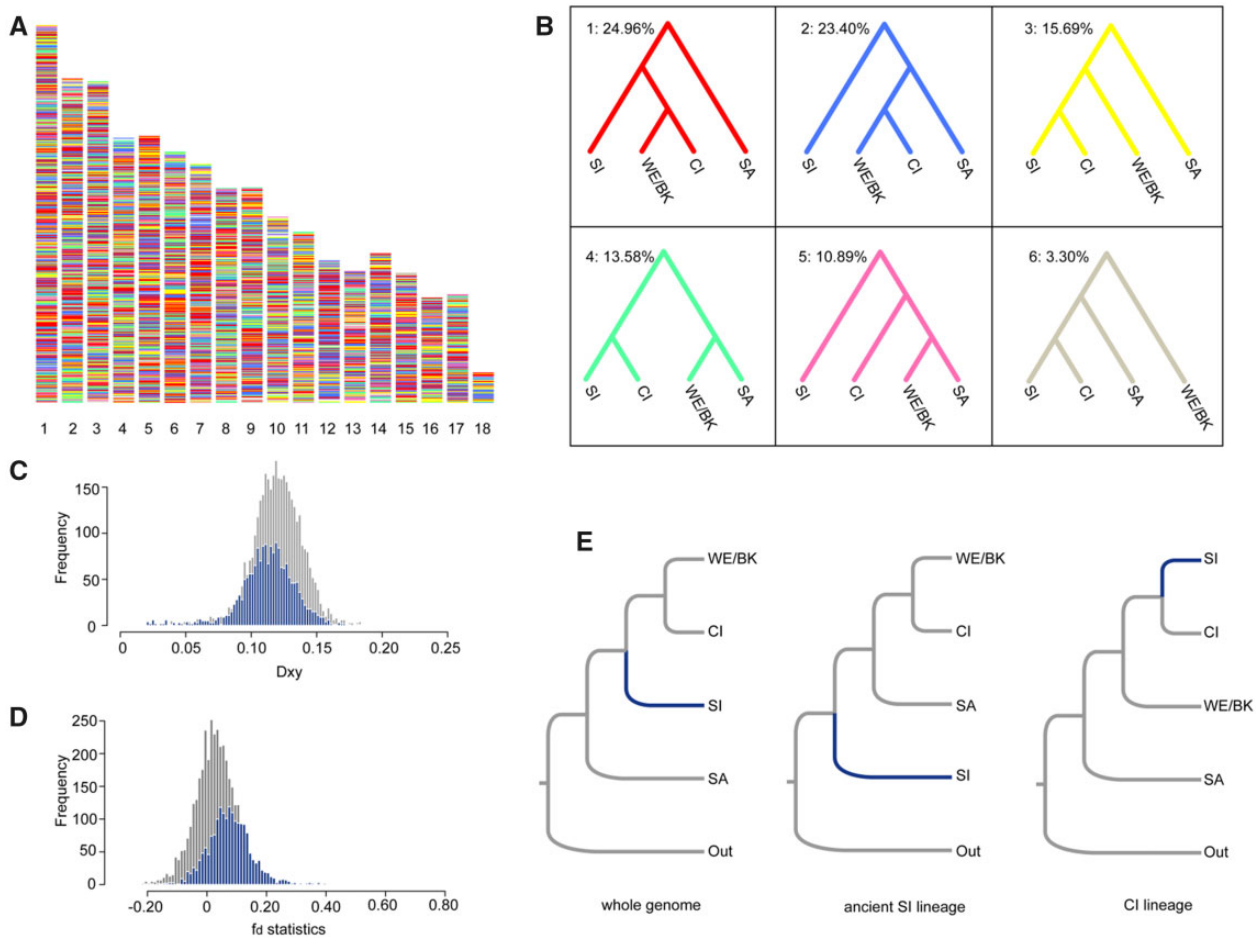 A
1 2 3 4 5 6 7 8 9 10 11 12 13 14 15 16 17 18
B
1: 24.96%
SI WE/BK CI SA
2: 23.40%
SI WE/BK CI SA
3: 15.69%
SI CI WE/BK SA
4: 13.58%
SI CI WE/BK SA
5: 10.89%
SI CI WE/BK SA
6: 3.30%
SI CI SA WE/BK
C
Frequency
150
100
50
0
0 0.05 0.10 0.15 0.20 0.25
Dxy
D
Frequency
250
200
150
100
50
0
-0.20 0 0.20 0.40 0.60 0.80
fd statistics
E
WE/BK
CI
SI
SA
Out
whole genome
WE/BK
CI
SA
SI
Out
ancient SI lineage
SI
CI
WE/BK
SA
Out
CI lineage